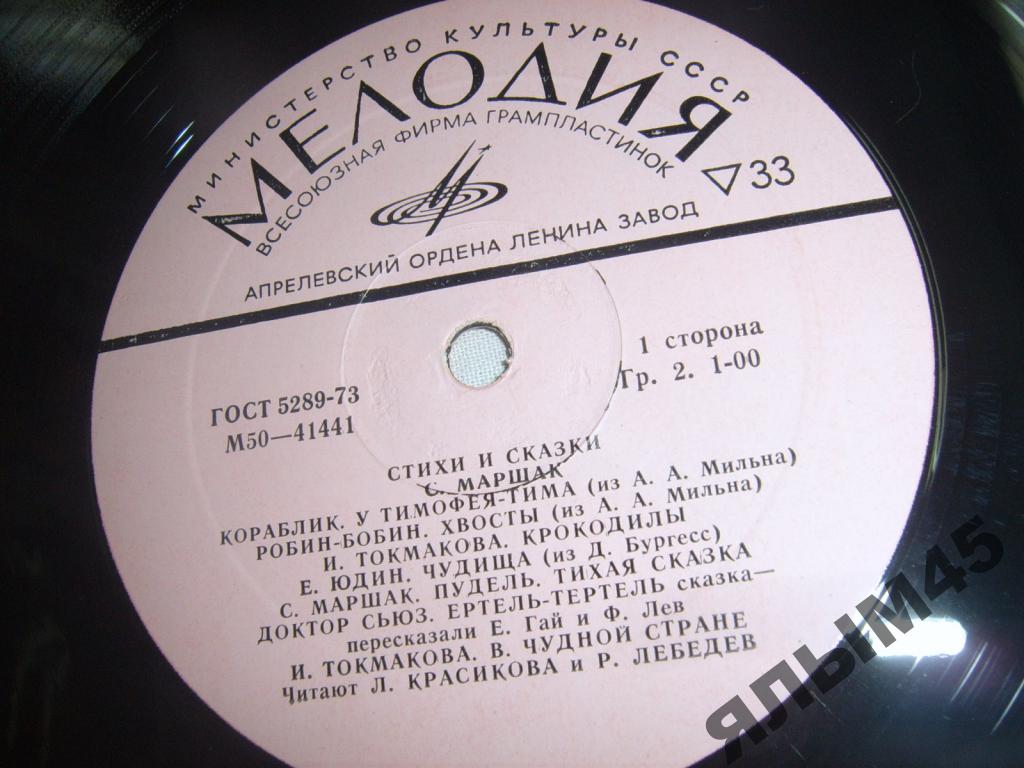 МИНИСТЕРСТВО КУЛЬТУРЫ СССР
МЕЛОДИЯ
ВСЕСОЮЗНАЯ ФИРМА ГРАМПЛАСТИНОК
33
АПРЕЛЕВСКИЙ ОРДЕНА ЛЕНИНА ЗАВОД
1 сторона
Гр. 2. 1-00
ГОСТ 5289-73
М50—41441
СТИХИ И СКАЗКИ
С. МАРШАК
КОРАБЛИК. У ТИМОФЕЯ-ТИМА (из А. А. Мильна)
РОБИН-БОБИН. ХВОСТЫ (из А. А. Мильна)
И. ТОКМАКОВА. КРОКОДИЛЫ
Е. ЮДИН. ЧУДИЩА (из Д. Бургесс)
С. МАРШАК. ПУДЕЛЬ. ТИХАЯ СКАЗКА
ДОКТОР СЬЮЗ. ЕРТЕЛЬ-ТЕРТЕЛЬ сказка—
пересказали Е. Гай и Ф. Лев
И. ТОКМАКОВА. В. ЧУДНОЙ СТРАНЕ
Читают Л. КРАСИКОВА и Р. ЛЕБЕДЕВ
ЯЛЫМ45